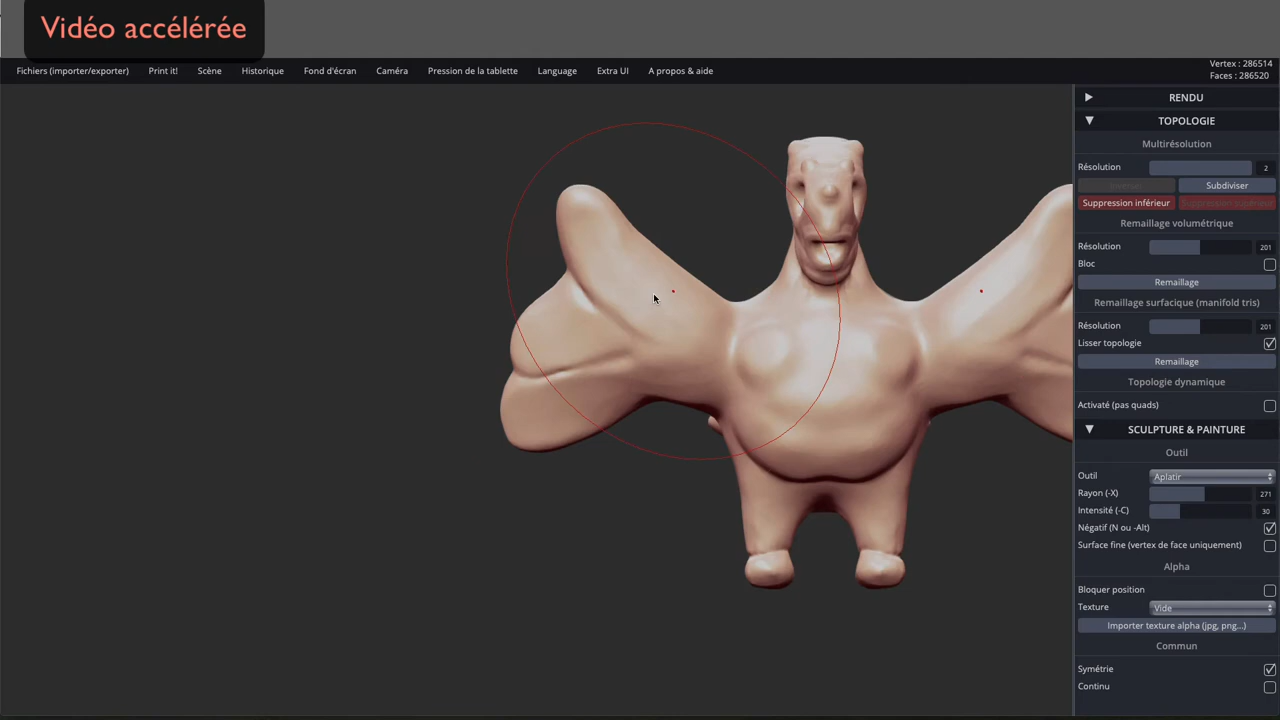 Vidéo accélérée
Fichiers (importer/exporter) Print it! Scène Historique Fond d'écran Caméra Pression de la tablette Language Extra UI A propos & aide
Vertex : 286514
Faces : 286520
RENDU
TOPOLOGIE
Multirésolution
Résolution 2
Inverser Subdiviser
Suppression inférieur Suppression supérieur
Remaillage volumétrique
Résolution 201
Bloc
Remaillage
Remaillage surfacique (manifold tris)
Résolution 201
Lisser topologie
Remaillage
Topologie dynamique
Activaté (pas quads)
SCULPTURE & PAINTURE
Outil
Outil Aplatir
Rayon (-X) 271
Intensité (-C) 30
Négatif (N ou -Alt)
Surface fine (vertex de face uniquement)
Alpha
Bloquer position
Texture Vide
Importer texture alpha (jpg, png...)
Commun
Symétrie
Continu